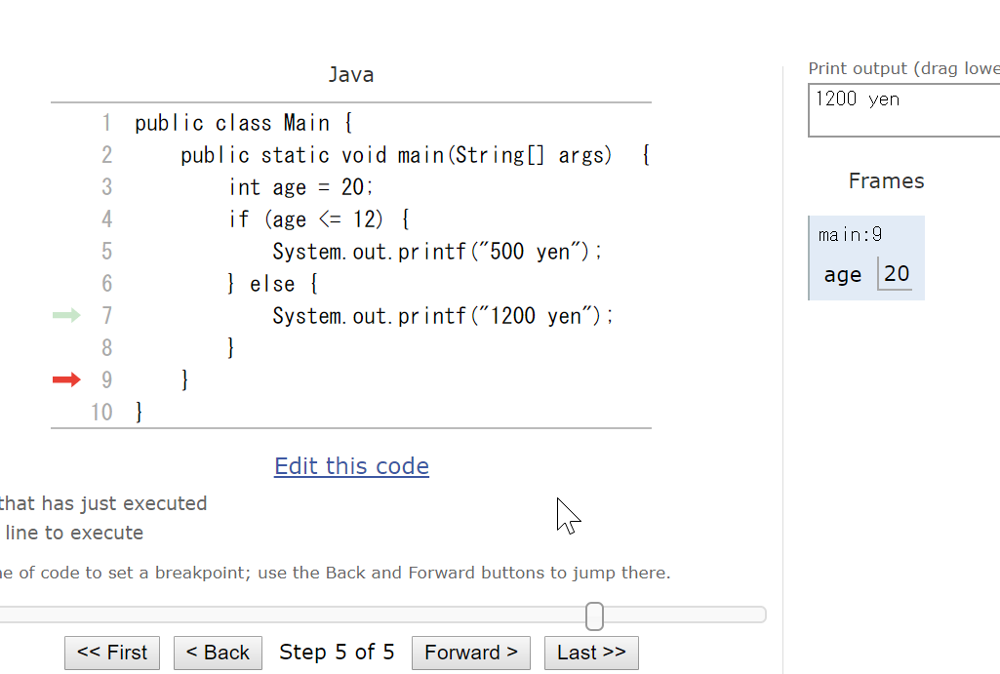 Java
1 public class Main {
2 public static void main(String[] args) {
3 int age = 20;
4 if (age <= 12) {
5 System.out.printf("500 yen");
6 } else {
7 System.out.printf("1200 yen");
8 }
9 }
10 }
Edit this code
that has just executed
line to execute
of code to set a breakpoint; use the Back and Forward buttons to jump there.
<< First
< Back
Step 5 of 5
Forward >
Last >>
Print output (drag lowe
1200 yen
Frames
main:9
age 20